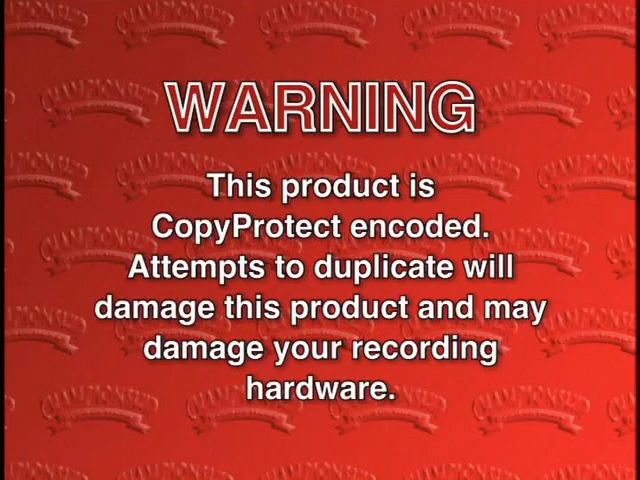 WARNING
This product is
CopyProtect encoded.
Attempts to duplicate will
damage this product and may
damage your recording
hardware.
CHAMPIONSHIP